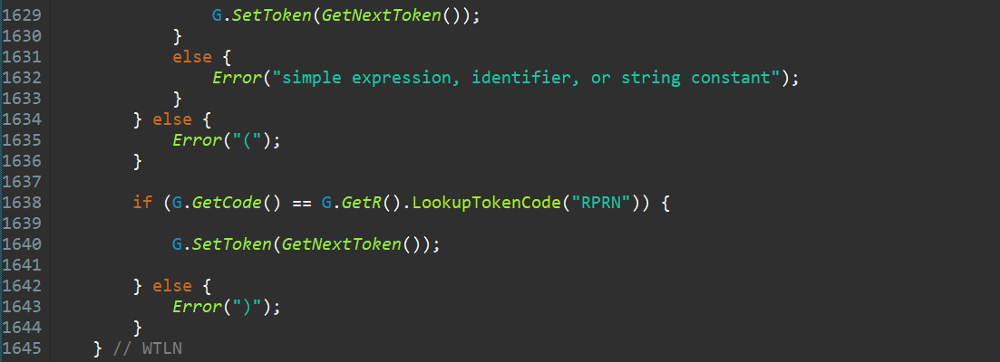 1629                 G.SetToken(GetNextToken());
1630             }
1631             else {
1632                 Error("simple expression, identifier, or string constant");
1633             }
1634         } else {
1635             Error("(");
1636         }
1637
1638         if (G.GetCode() == G.GetR().LookupTokenCode("RPRN")) {
1639
1640             G.SetToken(GetNextToken());
1641
1642         } else {
1643             Error(")");
1644         }
1645     } // WTLN